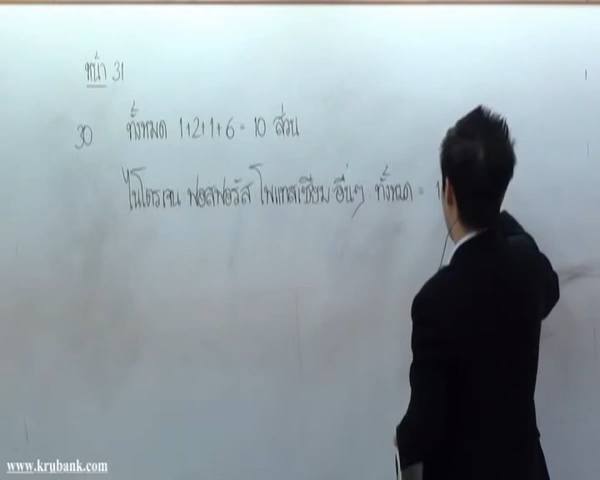 หน้า 31
30 ทั้งหมด 1+2+1+6 = 10 ส่วน
ไนโตรเจน ฟอสฟอรัส โพแทสเซียม อื่นๆ ทั้งหมด =
www.krubank.com